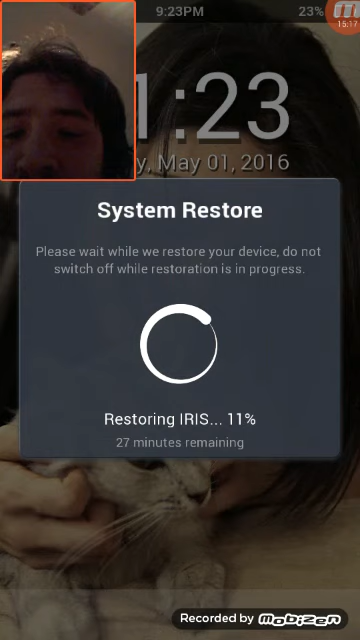 9:23PM
23%
15:17
1:23
y, May 01, 2016
System Restore
Please wait while we restore your device, do not
switch off while restoration is in progress.
Restoring IRIS... 11%
27 minutes remaining
Recorded by Mobizen